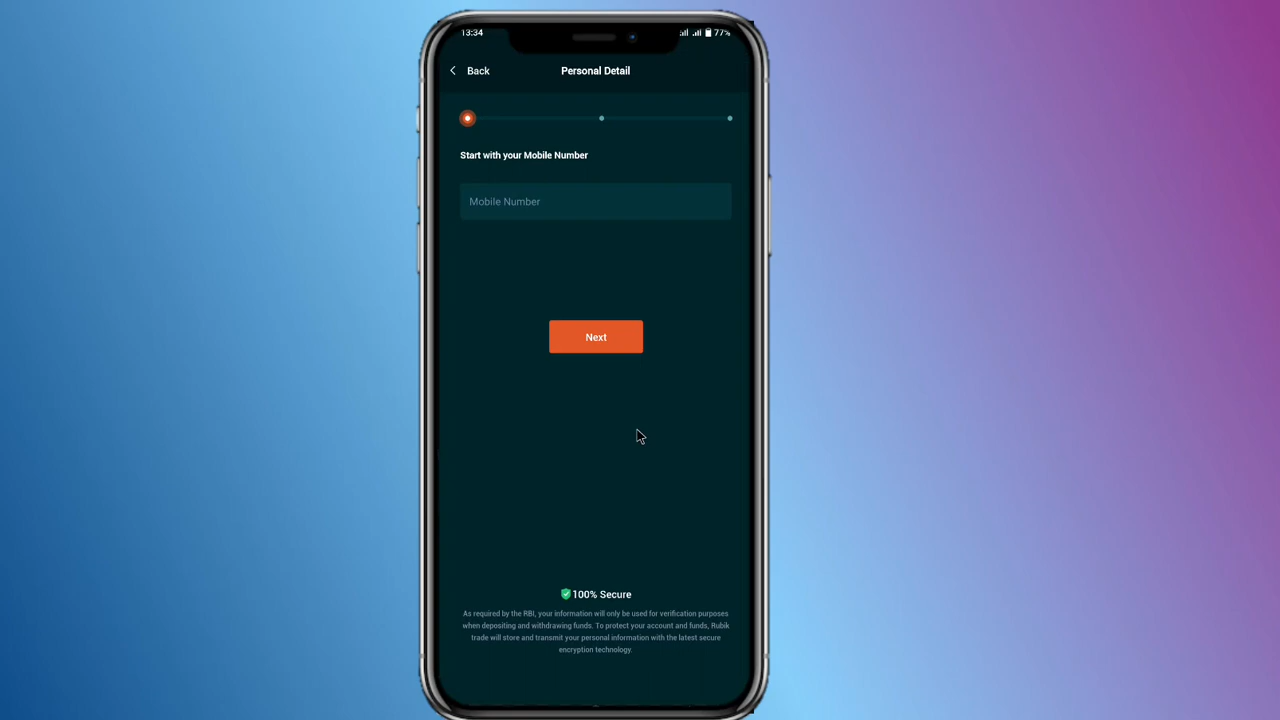 13:34
77%
Back
Personal Detail
Start with your Mobile Number
Mobile Number
Next
100% Secure
As required by the RBI, your information will only be used for verification purposes
when depositing and withdrawing funds. To protect your account and funds, Rubik
trade will store and transmit your personal information with the latest secure
encryption technology.